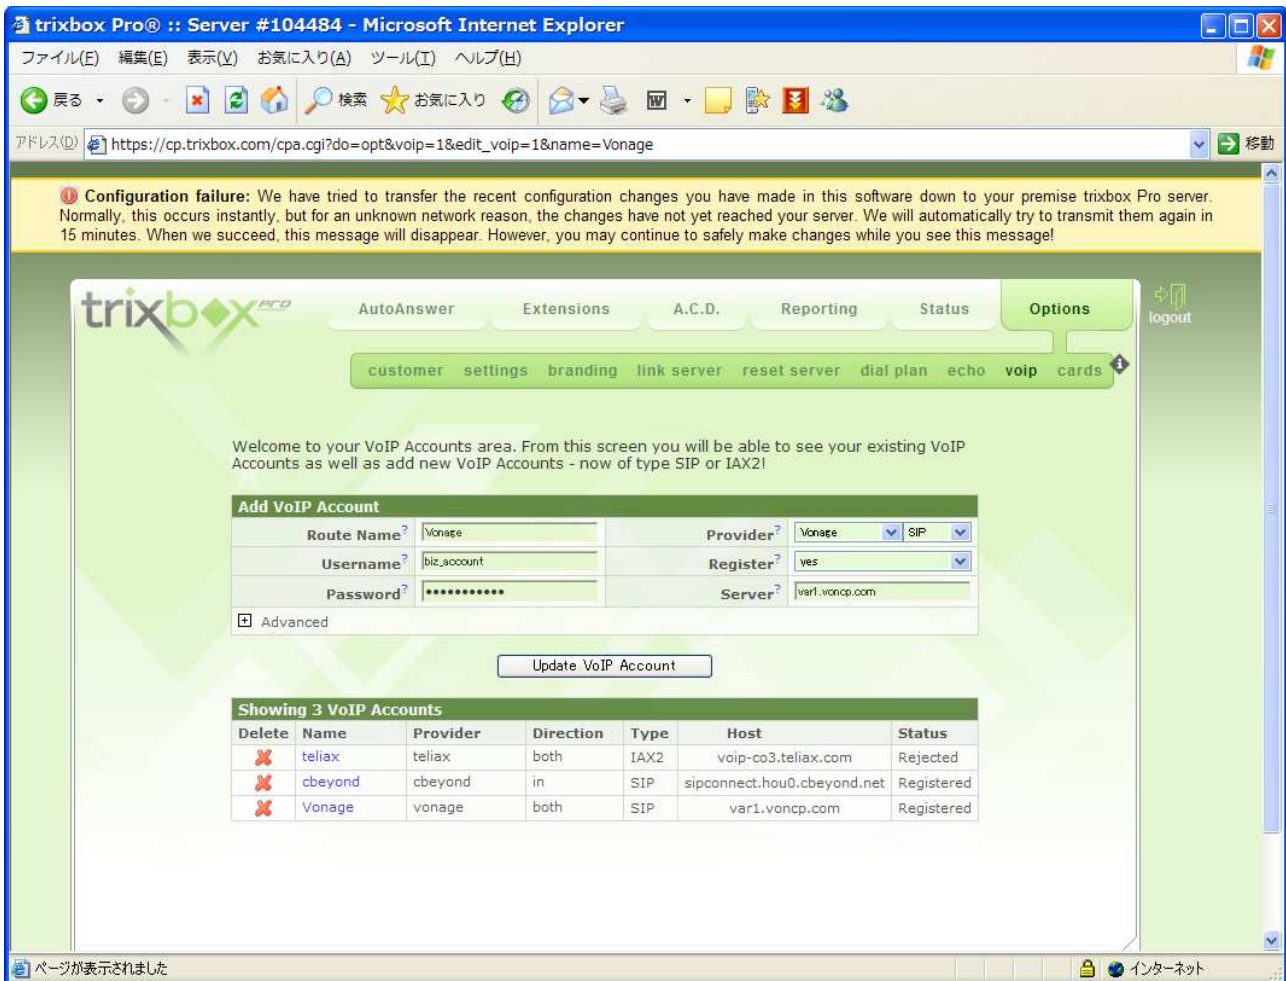 trixbox Pro® :: Server #104484 - Microsoft Internet Explorer
ファイル(F) 編集(E) 表示(V) お気に入り(A) ツール(T) ヘルプ(H)
戻る 検索 お気に入り
アドレス(D) https://cp.trixbox.com/cpa.cgi?do=opt&voip=1&edit_voip=1&name=Vonage 移動
Configuration failure: We have tried to transfer the recent configuration changes you have made in this software down to your premise trixbox Pro server.
Normally, this occurs instantly, but for an unknown network reason, the changes have not yet reached your server. We will automatically try to transmit them again in
15 minutes. When we succeed, this message will disappear. However, you may continue to safely make changes while you see this message!
trixbox PRO AutoAnswer Extensions A.C.D. Reporting Status Options logout
customer settings branding link server reset server dial plan echo voip cards
Welcome to your VoIP Accounts area. From this screen you will be able to see your existing VoIP
Accounts as well as add new VoIP Accounts - now of type SIP or IAX2!
Add VoIP Account
Route Name? Vonage Provider? Vonage SIP
Username? biz_account Register? yes
Password? ●●●●●●●●●●● Server? var1.voncp.com
+ Advanced
Update VoIP Account
Showing 3 VoIP Accounts
Delete Name Provider Direction Type Host Status
teliax teliax both IAX2 voip-co3.teliax.com Rejected
cbeyond cbeyond in SIP sipconnect.hou0.cbeyond.net Registered
Vonage vonage both SIP var1.voncp.com Registered
ページが表示されました インターネット